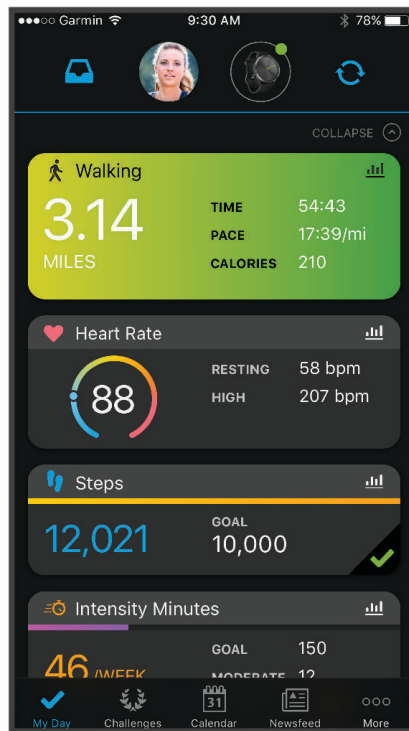 Garmin 9:30 AM 78%
COLLAPSE
Walking
3.14
MILES
TIME 54:43
PACE 17:39/mi
CALORIES 210
Heart Rate
88
RESTING 58 bpm
HIGH 207 bpm
Steps
12,021
GOAL
10,000
Intensity Minutes
46 /WEEK
GOAL 150
MODERATE 12
31
My Day Challenges Calendar Newsfeed More